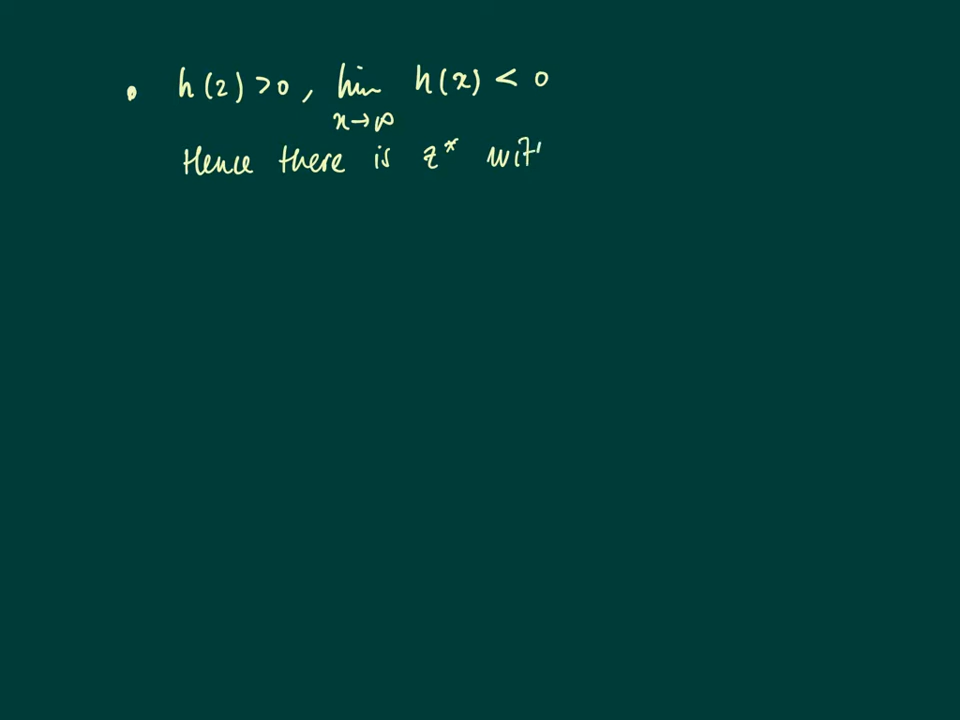 • h(2) > 0, lim h(x) < 0
x→∞
Hence there is z* wit